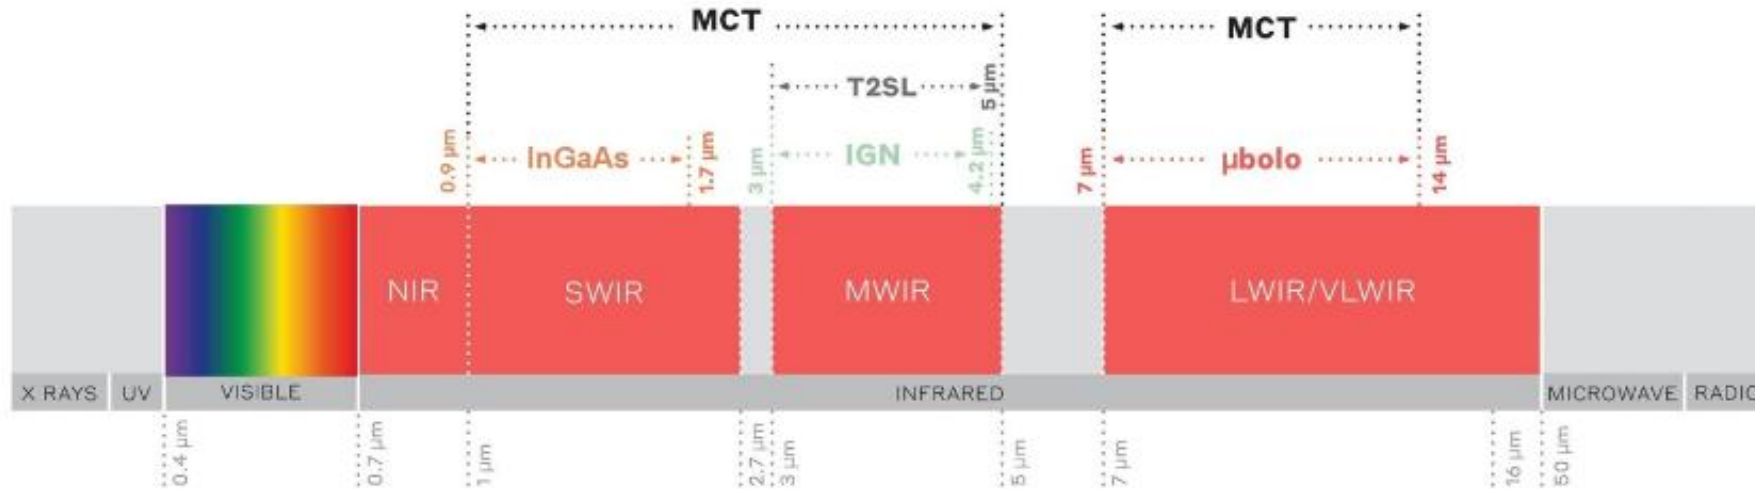 MCT MCT
T2SL 5 µm
0.9 µm InGaAs 1.7 µm 3 µm IGN 4.2 µm 7 µm µbolo 14 µm
NIR SWIR MWIR LWIR/VLWIR
X RAYS UV VISIBLE INFRARED MICROWAVE RADIO
0.4 µm 0.7 µm 1 µm 2.7 µm 3 µm 5 µm 7 µm 16 µm 50 µm